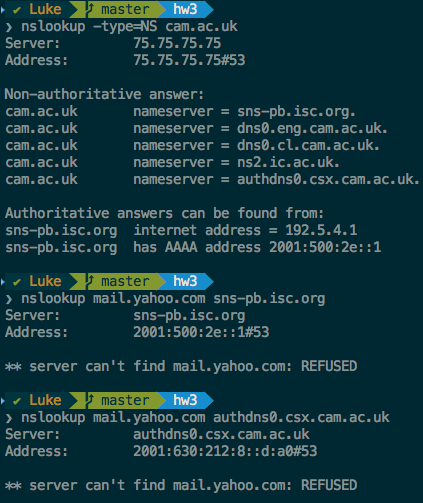 ✔ Luke master hw3
❯ nslookup -type=NS cam.ac.uk
Server: 75.75.75.75
Address: 75.75.75.75#53
Non-authoritative answer:
cam.ac.uk nameserver = sns-pb.isc.org.
cam.ac.uk nameserver = dns0.eng.cam.ac.uk.
cam.ac.uk nameserver = dns0.cl.cam.ac.uk.
cam.ac.uk nameserver = ns2.ic.ac.uk.
cam.ac.uk nameserver = authdns0.csx.cam.ac.uk.
Authoritative answers can be found from:
sns-pb.isc.org internet address = 192.5.4.1
sns-pb.isc.org has AAAA address 2001:500:2e::1
✔ Luke master hw3
❯ nslookup mail.yahoo.com sns-pb.isc.org
Server: sns-pb.isc.org
Address: 2001:500:2e::1#53
** server can't find mail.yahoo.com: REFUSED
✔ Luke master hw3
❯ nslookup mail.yahoo.com authdns0.csx.cam.ac.uk
Server: authdns0.csx.cam.ac.uk
Address: 2001:630:212:8::d:a0#53
** server can't find mail.yahoo.com: REFUSED